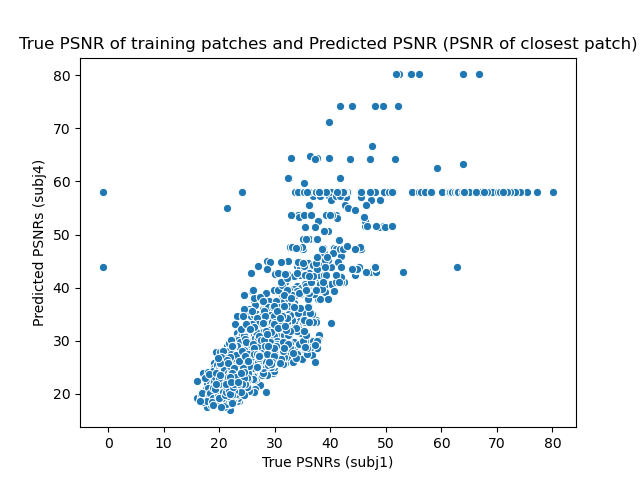 True PSNR of training patches and Predicted PSNR (PSNR of closest patch)
80
70
60
50
40
30
20
Predicted PSNRs (subj4)
0 10 20 30 40 50 60 70 80
True PSNRs (subj1)